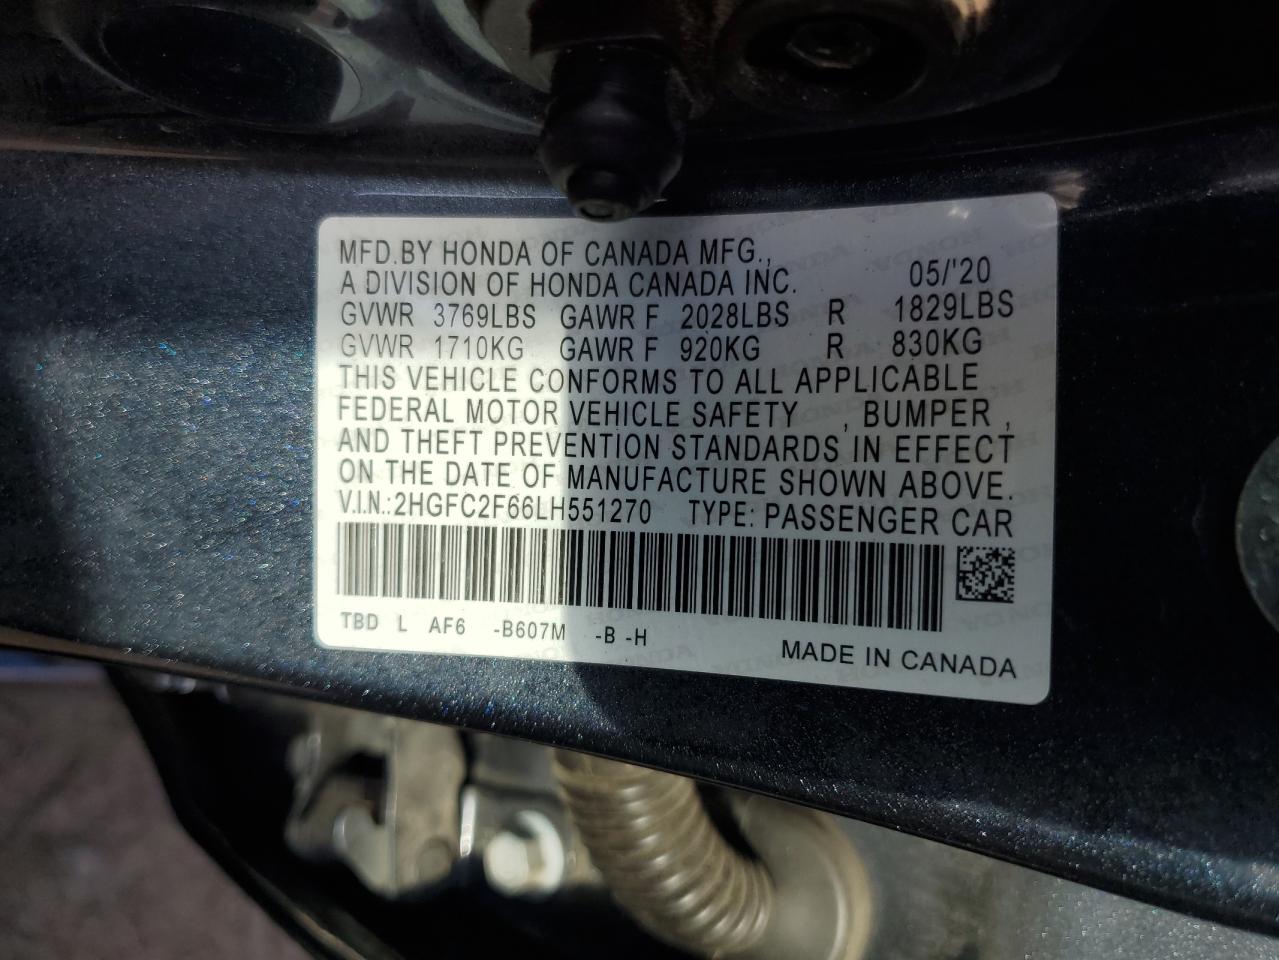 MFD.BY HONDA OF CANADA MFG.,
A DIVISION OF HONDA CANADA INC. 05/'20
GVWR 3769LBS GAWR F 2028LBS R 1829LBS
GVWR 1710KG GAWR F 920KG R 830KG
THIS VEHICLE CONFORMS TO ALL APPLICABLE
FEDERAL MOTOR VEHICLE SAFETY , BUMPER ,
AND THEFT PREVENTION STANDARDS, IN EFFECT
ON THE DATE OF MANUFACTURE SHOWN ABOVE.
V.I.N.:2HGFC2F66LH551270 TYPE: PASSENGER CAR
TBD L AF6 -B607M -B -H
MADE IN CANADA